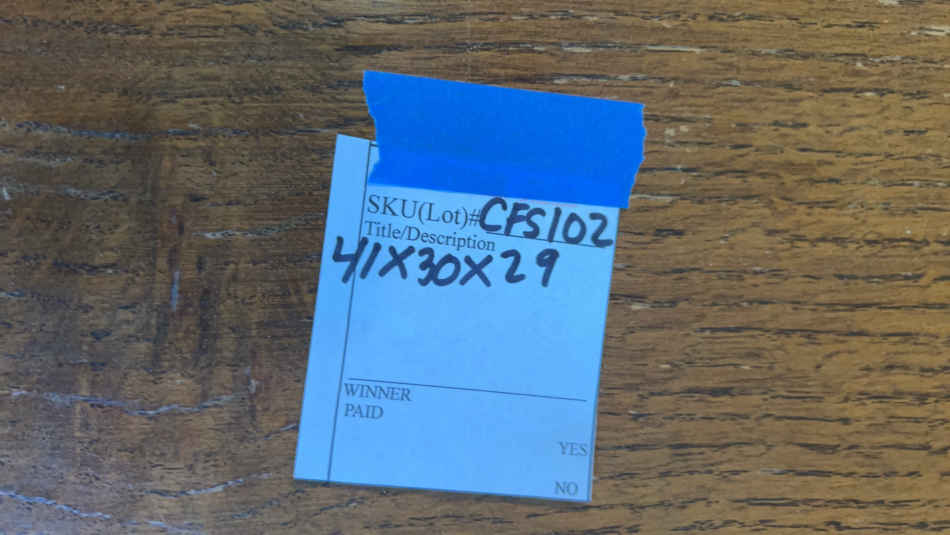 SKU(Lot)#CFS102
Title/Description
41X30X29
WINNER
PAID
YES
NO